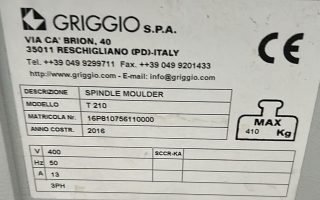 GRIGGIO S.P.A.
VIA CA' BRION, 40
35011 RESCHIGLIANO (PD)-ITALY
Tel. ++39 049 9299711 Fax. ++39 049 9201433
http://www.griggio.com - E-mail: info@griggio.com
CE
DESCRIZIONE SPINDLE MOULDER
MODELLO T 210
MATRICOLA Nr. 16P810756110000
ANNO COSTR. 2016
MAX
410 Kg
V 400 SCCR-KA
Hz 50
A 13
3PH